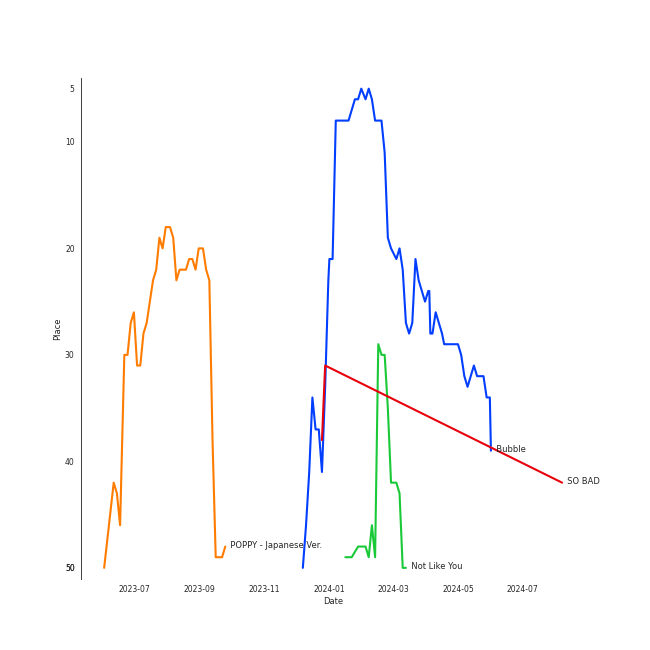 5
10
20
30
40
50
Place
Bubble
SO BAD
POPPY - Japanese Ver.
Not Like You
2023-07 2023-09 2023-11 2024-01 2024-03 2024-05 2024-07
Date